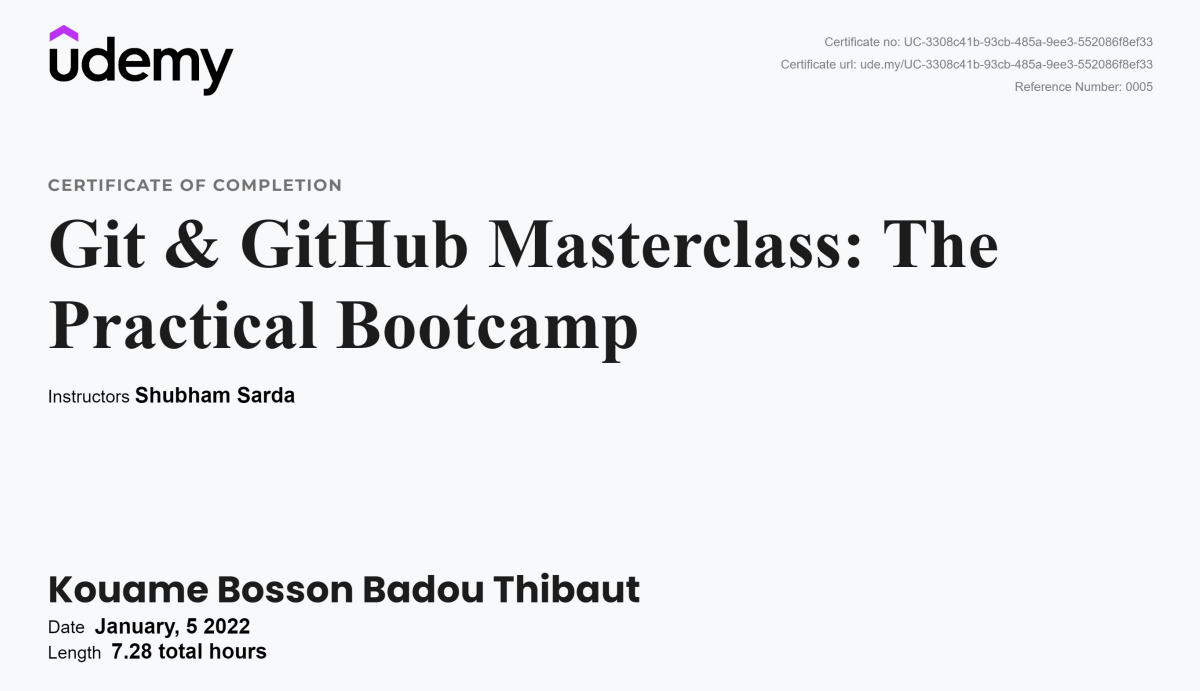 udemy
Certificate no: UC-3308c41b-93cb-485a-9ee3-552086f8ef33
Certificate url: ude.my/UC-3308c41b-93cb-485a-9ee3-552086f8ef33
Reference Number: 0005
CERTIFICATE OF COMPLETION
Git & GitHub Masterclass: The
Practical Bootcamp
Instructors Shubham Sarda
Kouame Bosson Badou Thibaut
Date January, 5 2022
Length 7.28 total hours